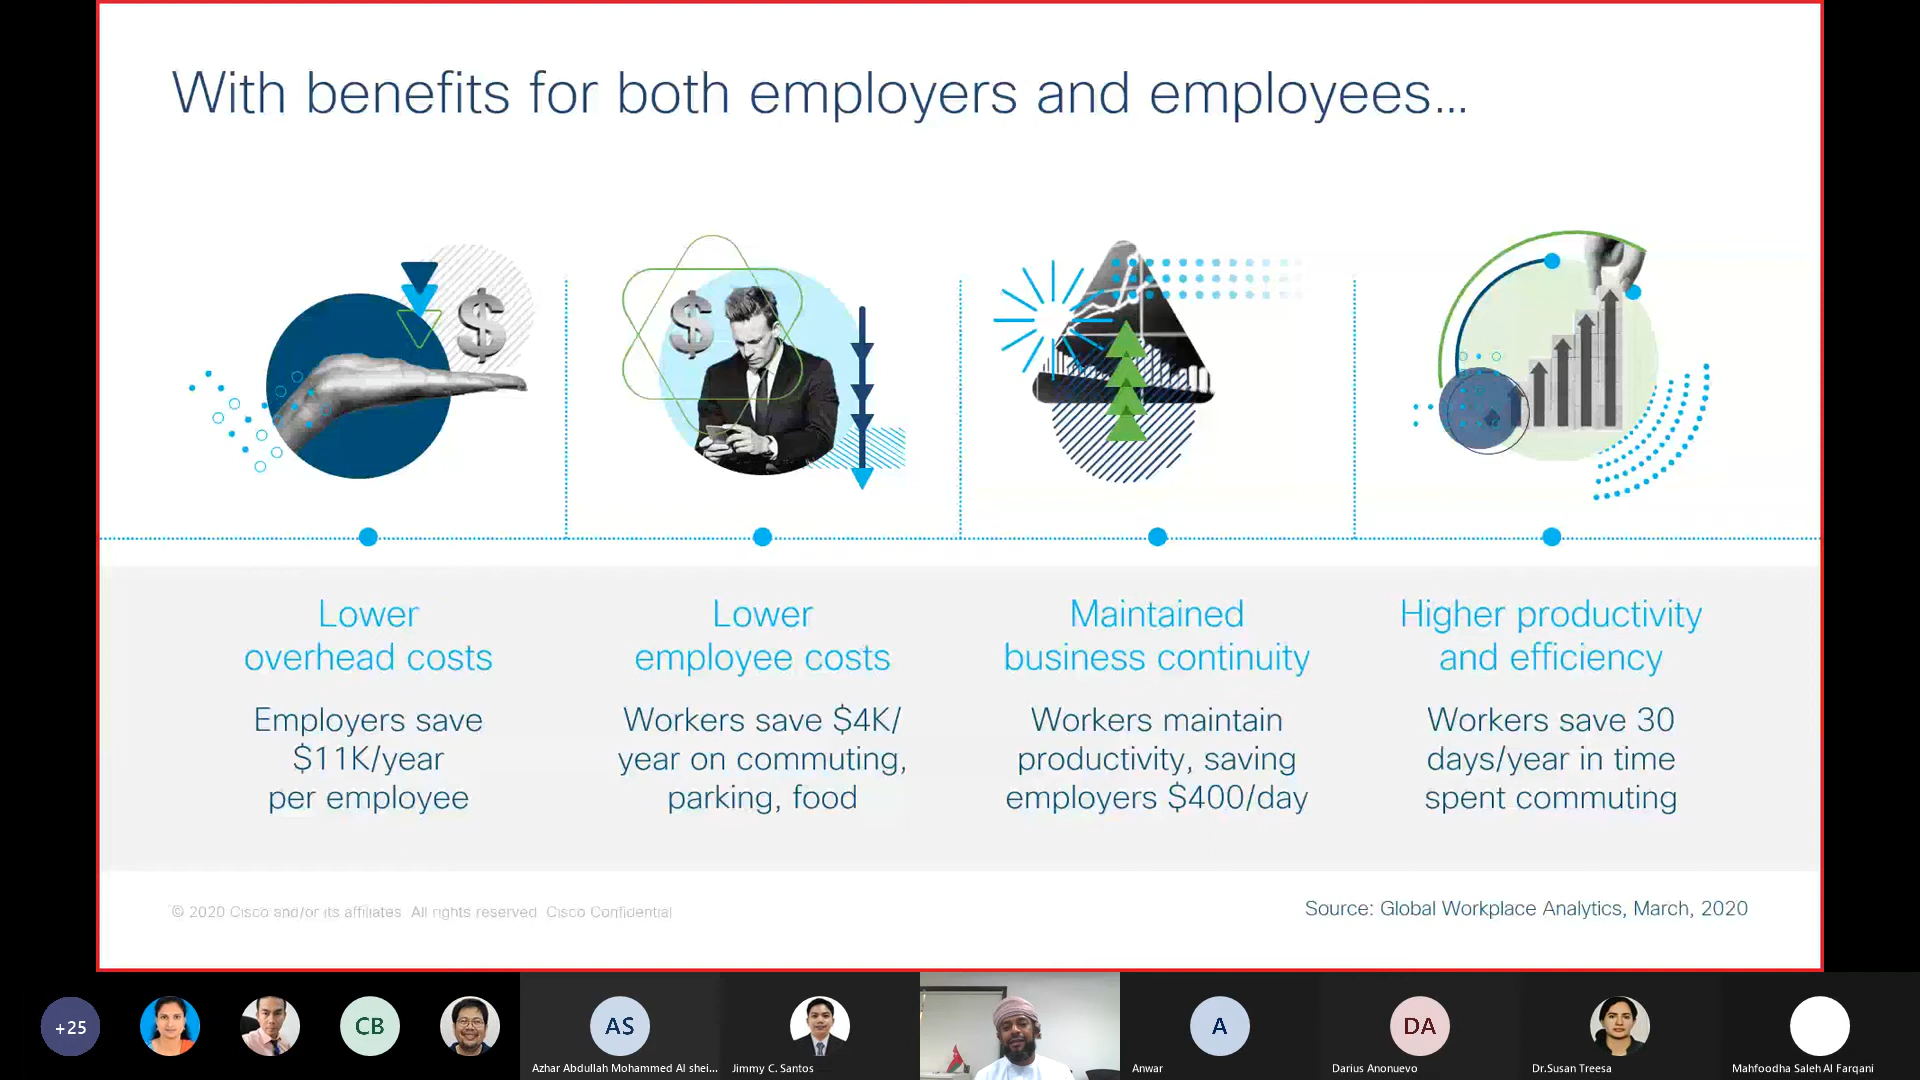 With benefits for both employers and employees...
$
$
Lower
overhead costs
Employers save
$11K/year
per employee
Lower
employee costs
Workers save $4K/
year on commuting,
parking, food
Maintained
business continuity
Workers maintain
productivity, saving
employers $400/day
Higher productivity
and efficiency
Workers save 30
days/year in time
spent commuting
© 2020 Cisco and/or its affiliates. All rights reserved. Cisco Confidential
Source: Global Workplace Analytics, March, 2020
+25
CB
AS
Azhar Abdullah Mohammed Al shei...
Jimmy C. Santos
A
Anwar
DA
Darius Anonuevo
Dr.Susan Treesa
Mahfoodha Saleh Al Farqani